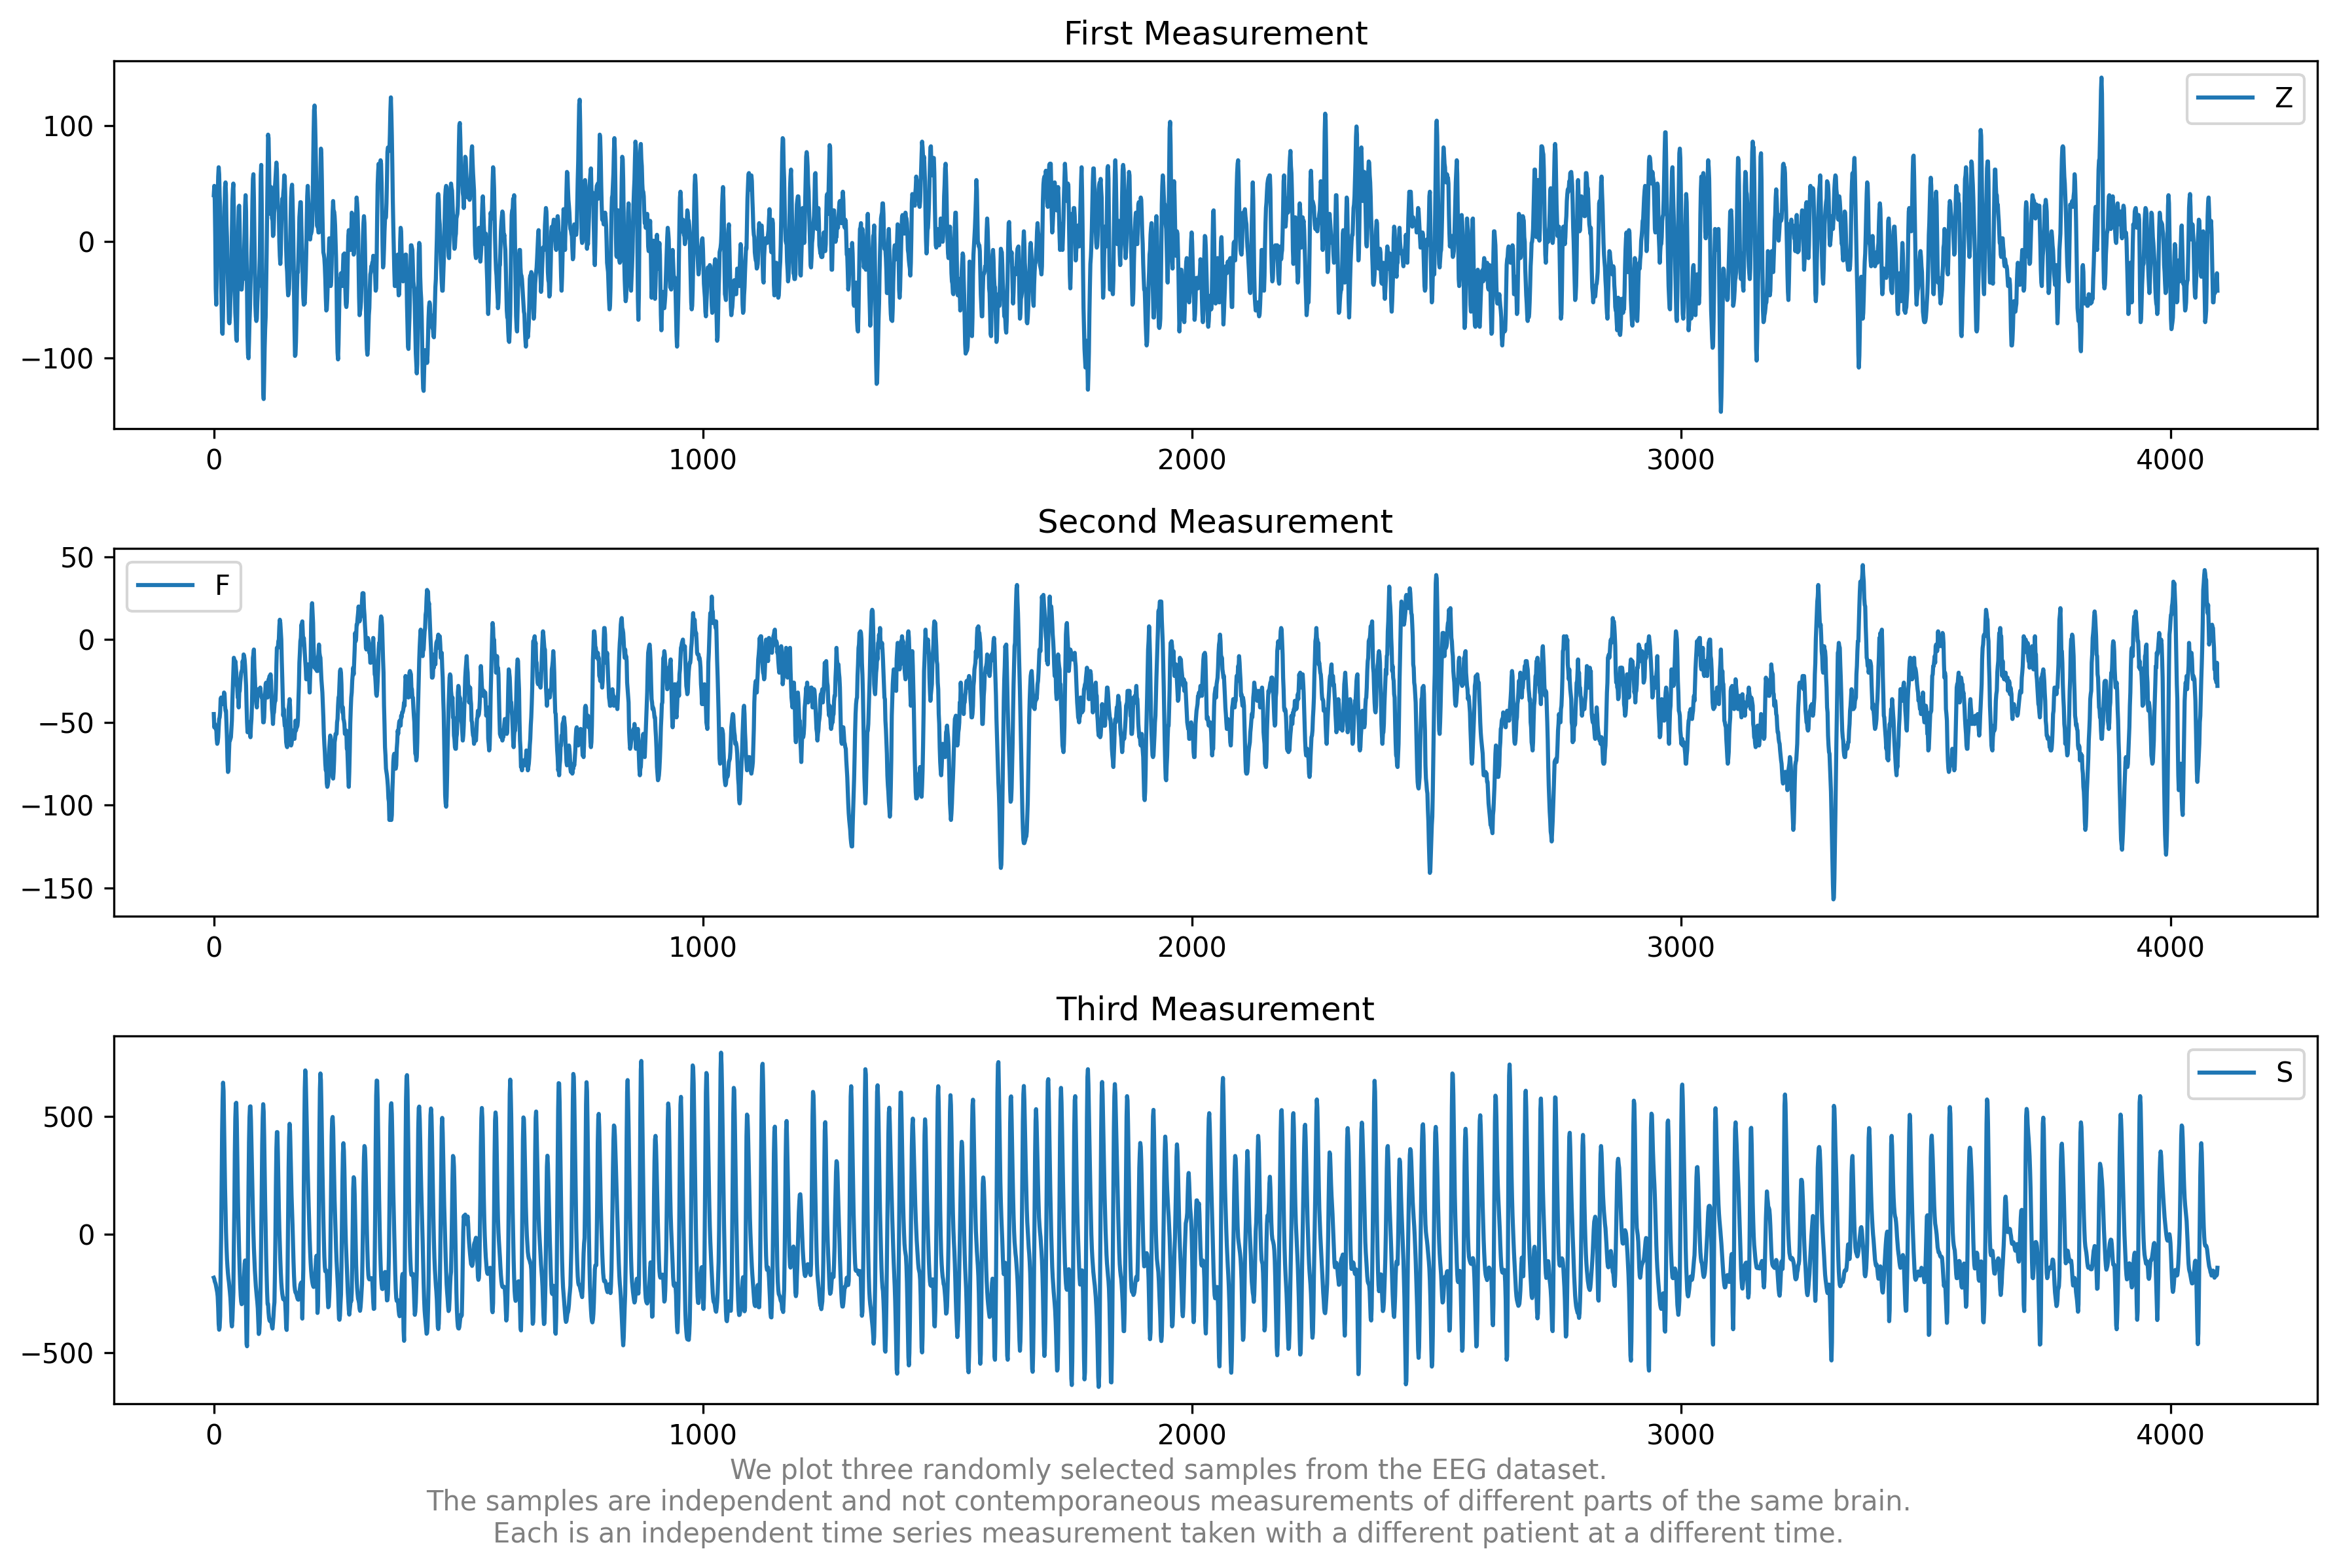 First Measurement
Z
100
0
−100
0 1000 2000 3000 4000
Second Measurement
F
50
0
−50
−100
−150
0 1000 2000 3000 4000
Third Measurement
S
500
0
−500
0 1000 2000 3000 4000
We plot three randomly selected samples from the EEG dataset.
The samples are independent and not contemporaneous measurements of different parts of the same brain.
Each is an independent time series measurement taken with a different patient at a different time.